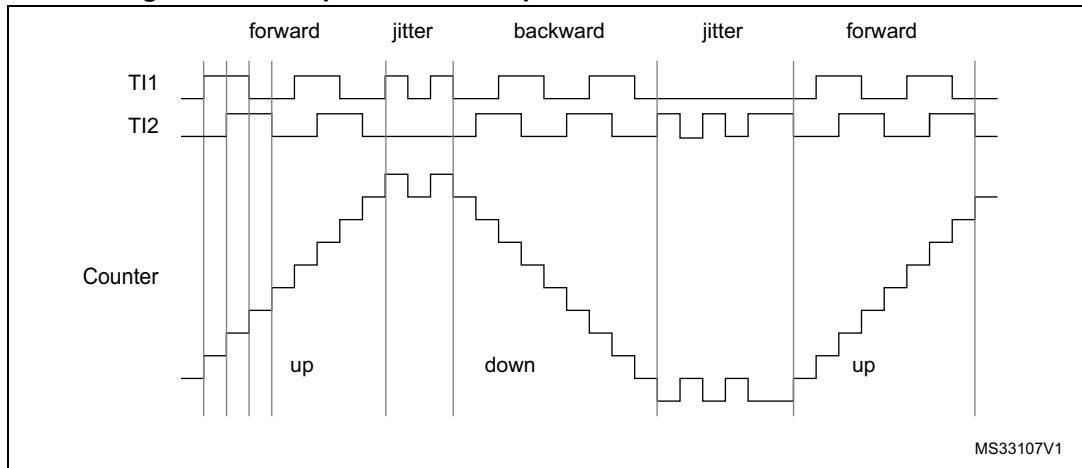 forward jitter backward jitter forward
TI1
TI2
Counter
up down up
MS33107V1